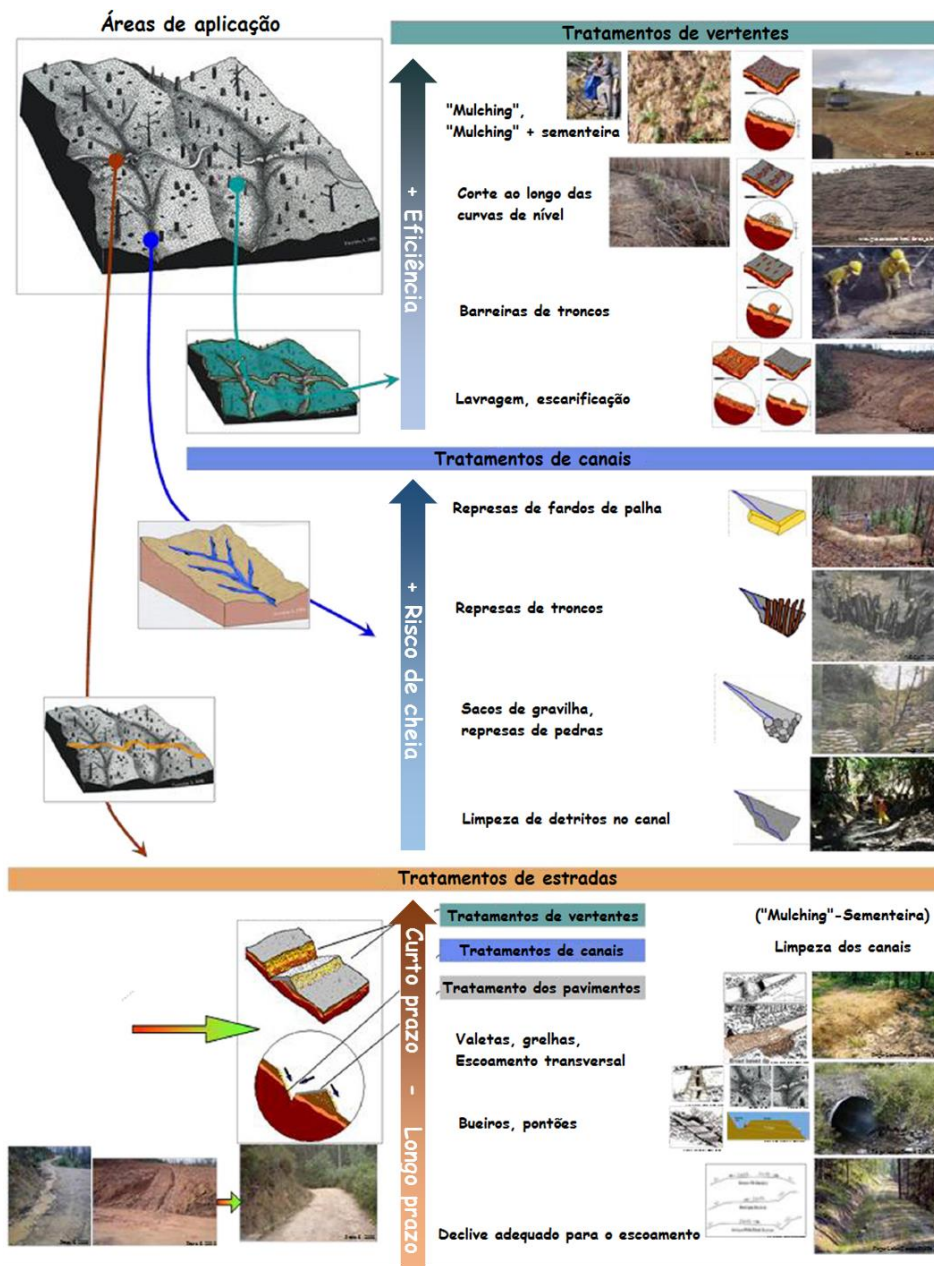 Áreas de aplicação
Tratamentos de vertentes
+ Eficiência
"Mulching",
"Mulching" + sementeira
Corte ao longo das
curvas de nível
Barreiras de troncos
Lavragem, escarificação
Tratamentos de canais
+ Risco de cheia
Represas de fardos de palha
Represas de troncos
Sacos de gravilha,
represas de pedras
Limpeza de detritos no canal
Tratamentos de estradas
Curto prazo - Longo prazo
Tratamentos de vertentes
("Mulching"-Sementeira)
Tratamentos de canais
Limpeza dos canais
Tratamento dos pavimentos
Valetas, grelhas,
Escoamento transversal
Bueiros, pontões
Declive adequado para o escoamento